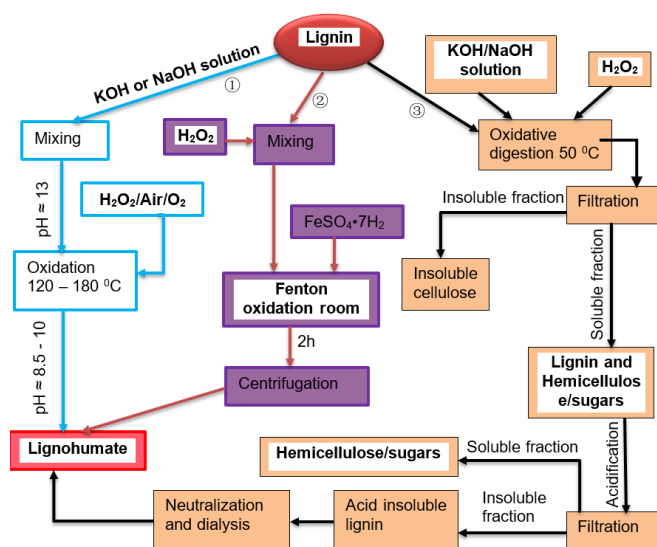 Lignin
KOH or NaOH solution
①
②
③
KOH/NaOH
solution
H₂O₂
Mixing
H₂O₂
Mixing
Oxidative
digestion 50 ⁰C
pH ≈ 13
H₂O₂/Air/O₂
Insoluble
fraction
Filtration
FeSO₄•7H₂
Oxidation
120 – 180 ⁰C
Insoluble
cellulose
Soluble fraction
Fenton
oxidation room
2h
pH ≈ 8.5 - 10
Centrifugation
Lignin and
Hemicellulos
e/sugars
Lignohumate
Hemicellulose/sugars
Soluble fraction
Acidification
Neutralization
and dialysis
Acid insoluble
lignin
Insoluble
fraction
Filtration